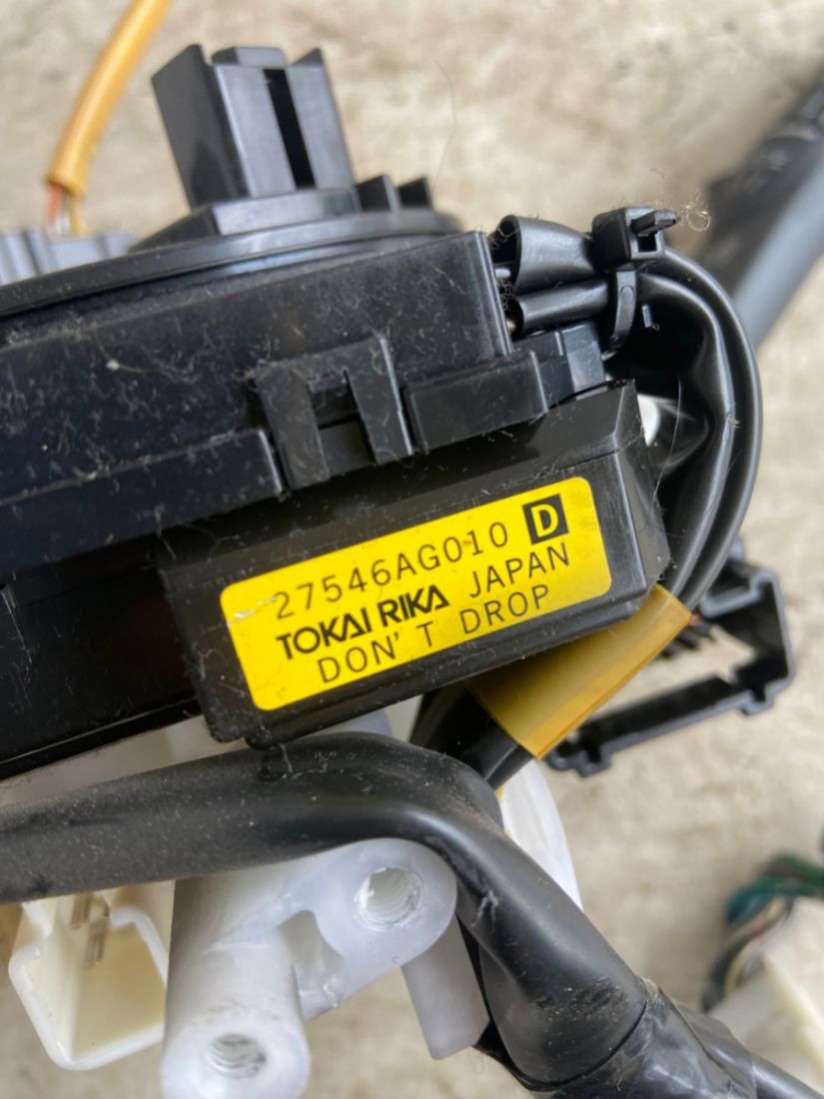 27546AG010 D
TOKAI RIKA JAPAN
DON'T DROP